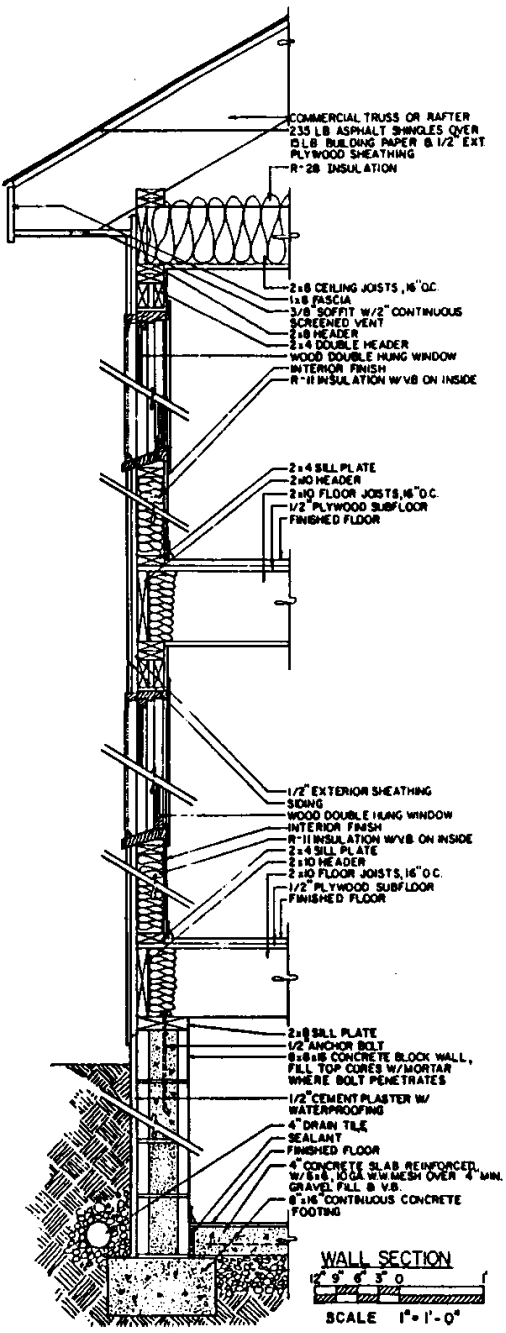 COMMERCIAL TRUSS OR RAFTER
235 LB ASPHALT SHINGLES OVER
15 LB BUILDING PAPER & 1/2" EXT.
PLYWOOD SHEATHING
R-28 INSULATION
2x6 CEILING JOISTS, 16" O.C.
1x8 FASCIA
3/8" SOFFIT W/2" CONTINUOUS
SCREENED VENT
2x8 HEADER
2x4 DOUBLE HEADER
WOOD DOUBLE HUNG WINDOW
INTERIOR FINISH
R-11 INSULATION W/V.B. ON INSIDE
2x4 SILL PLATE
2x10 HEADER
2x10 FLOOR JOISTS, 16" O.C.
1/2" PLYWOOD SUBFLOOR
FINISHED FLOOR
1/2" EXTERIOR SHEATHING
SIDING
WOOD DOUBLE HUNG WINDOW
INTERIOR FINISH
R-11 INSULATION W/V.B. ON INSIDE
2x4 SILL PLATE
2x10 HEADER
2x10 FLOOR JOISTS, 16" O.C.
1/2" PLYWOOD SUBFLOOR
FINISHED FLOOR
2x8 SILL PLATE
1/2" ANCHOR BOLT
8x8x16 CONCRETE BLOCK WALL,
FILL TOP CORES W/MORTAR
WHERE BOLT PENETRATES
1/2" CEMENT PLASTER W/
WATERPROOFING
4" DRAIN TILE
SEALANT
FINISHED FLOOR
4" CONCRETE SLAB REINFORCED
W/6x6, 10 GA. W.W. MESH OVER 4" MIN.
GRAVEL FILL & V.B.
8"x16" CONTINUOUS CONCRETE
FOOTING
WALL SECTION
12" 9" 6" 3" 0 1'
SCALE 1" = 1'-0"